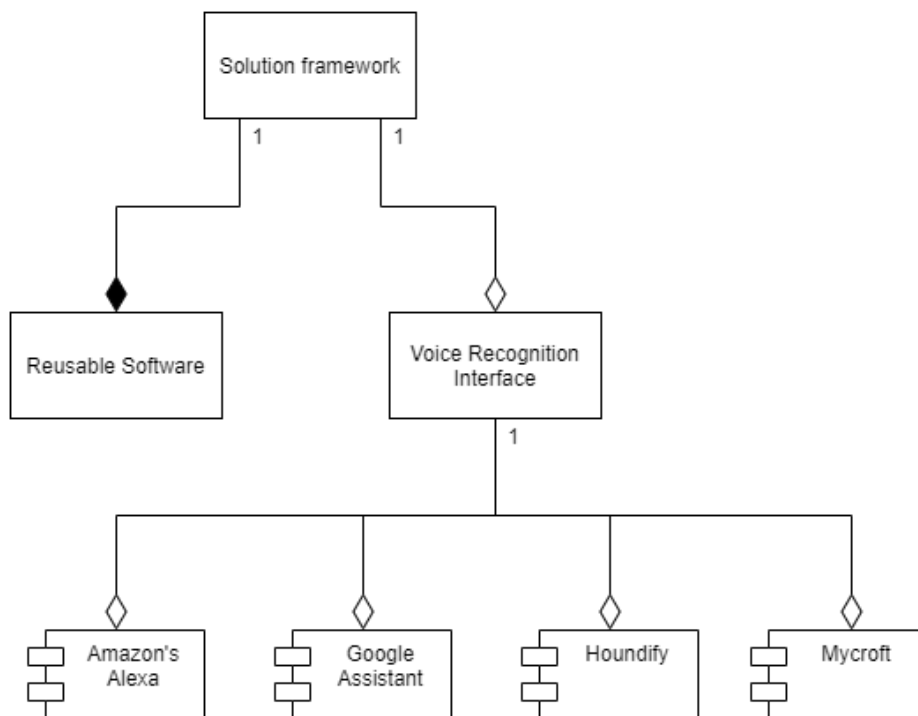 Solution framework
1
1
Reusable Software
Voice Recognition
Interface
1
Amazon's
Alexa
Google
Assistant
Houndify
Mycroft